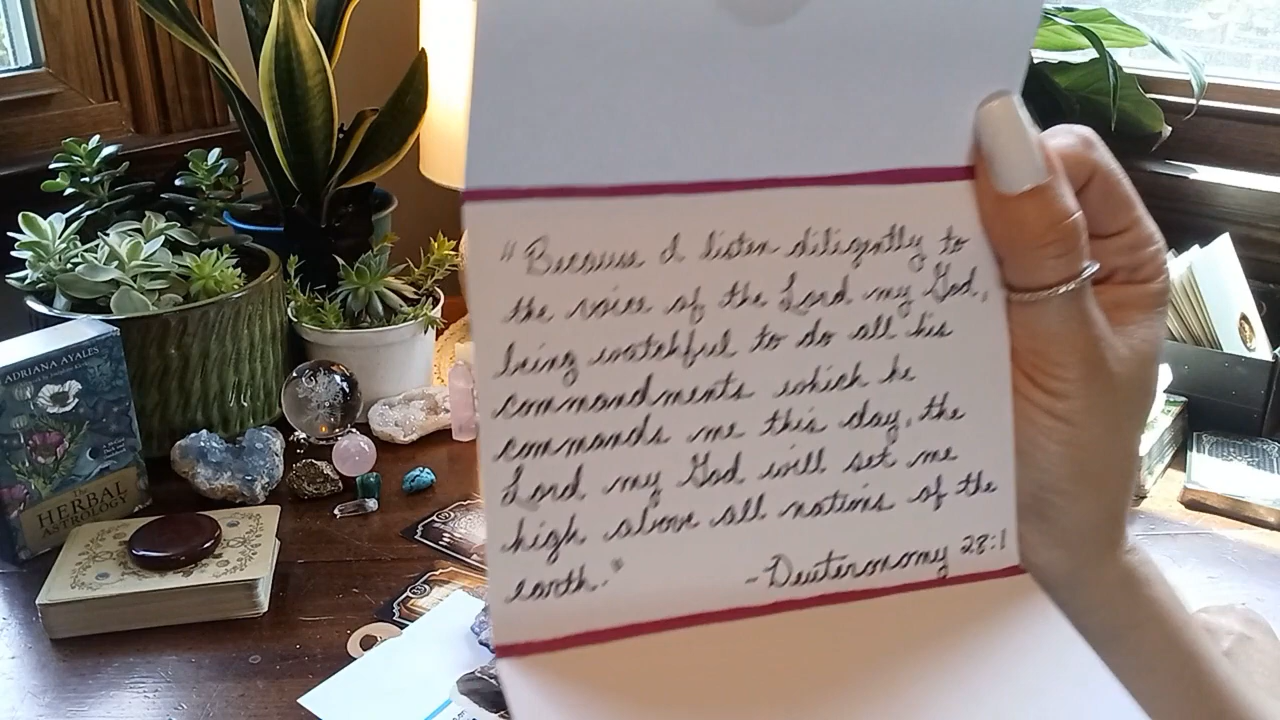 "Because I listen diligently to
the voice of the Lord my God,
being watchful to do all his
commandments which he
commands me this day, the
Lord my God will set me
high above all nations of the
earth."
-Deuteronomy 28:1
ADRIANA AYALES
The
HERBAL
ASTROLOGY